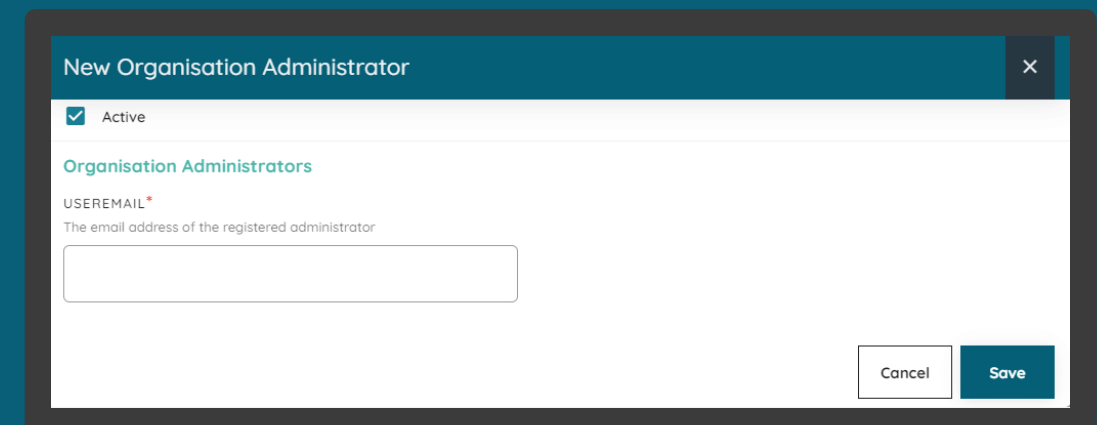 New Organisation Administrator
Active
Organisation Administrators
USEREMAIL*
The email address of the registered administrator
Cancel Save